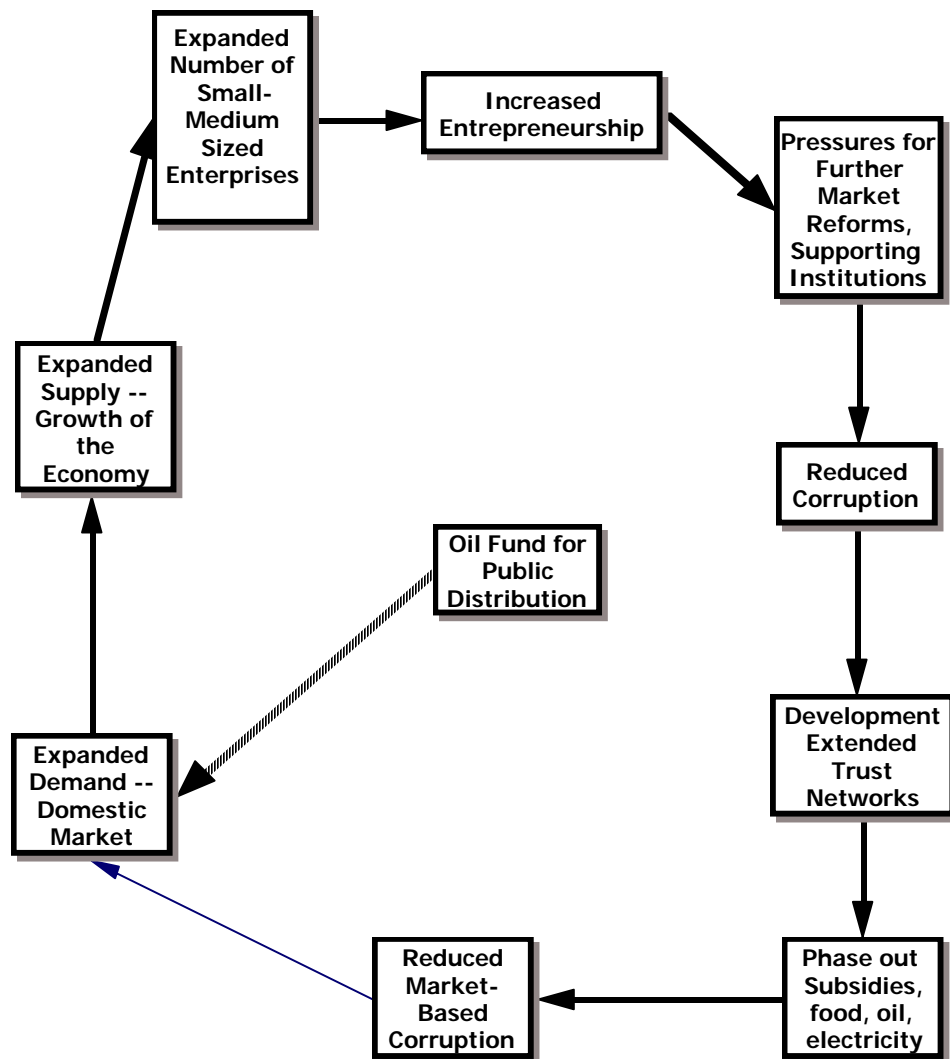 Expanded
Number of
Small-
Medium
Sized
Enterprises
Increased
Entrepreneurship
Pressures for
Further
Market
Reforms,
Supporting
Institutions
Reduced
Corruption
Development
Extended
Trust
Networks
Phase out
Subsidies,
food, oil,
electricity
Reduced
Market-
Based
Corruption
Expanded
Demand --
Domestic
Market
Expanded
Supply --
Growth of
the
Economy
Oil Fund for
Public
Distribution